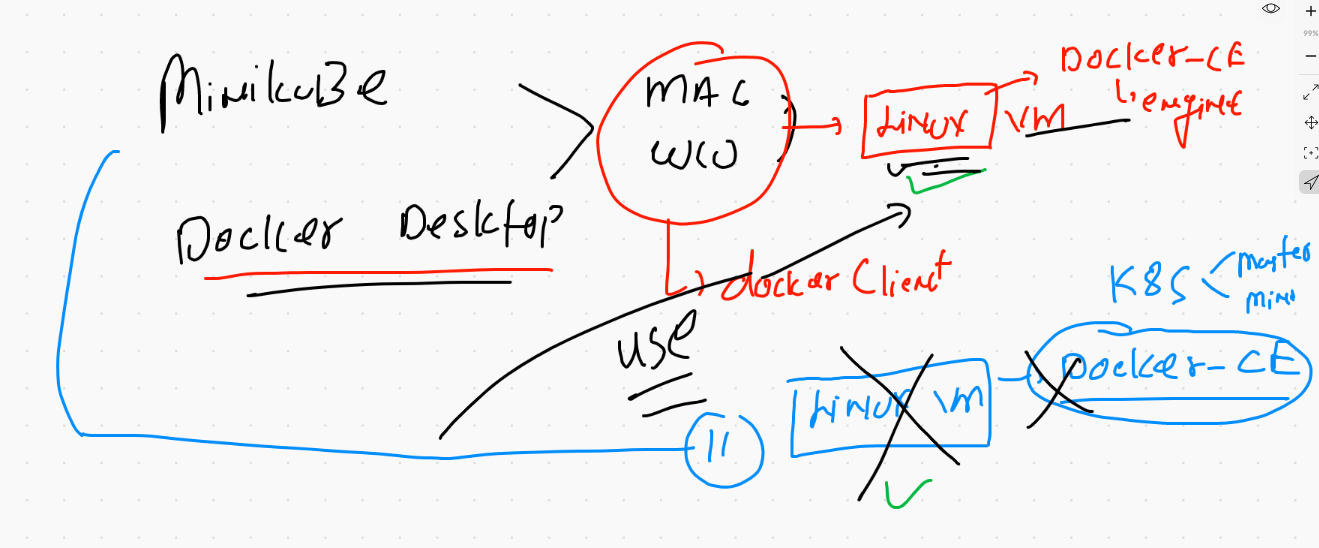 MinikuBe
Docker Desktop
MAC
WIO
Linux VM
Docker-CE
engine
docker Client
use
K8S
master
mini
Linux VM
Docker-CE
11
99%